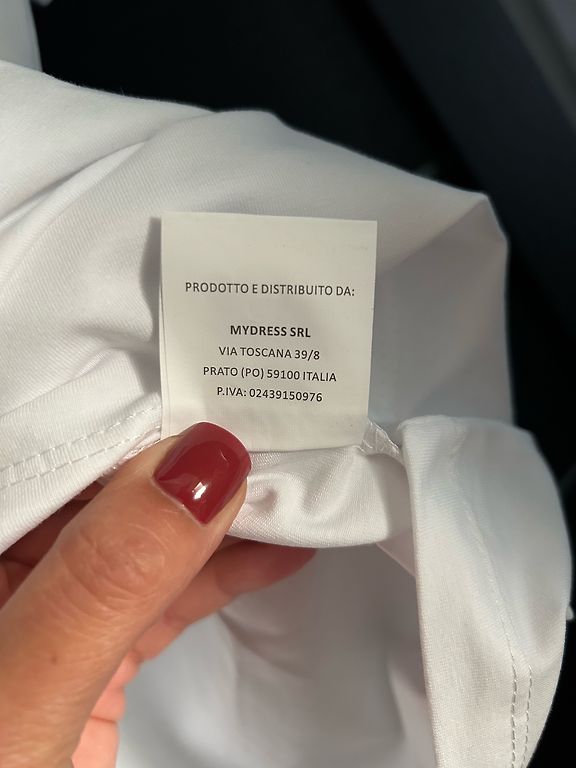 PRODOTTO E DISTRIBUITO DA:
MYDRESS SRL
VIA TOSCANA 39/8
PRATO (PO) 59100 ITALIA
P.IVA: 02439150976